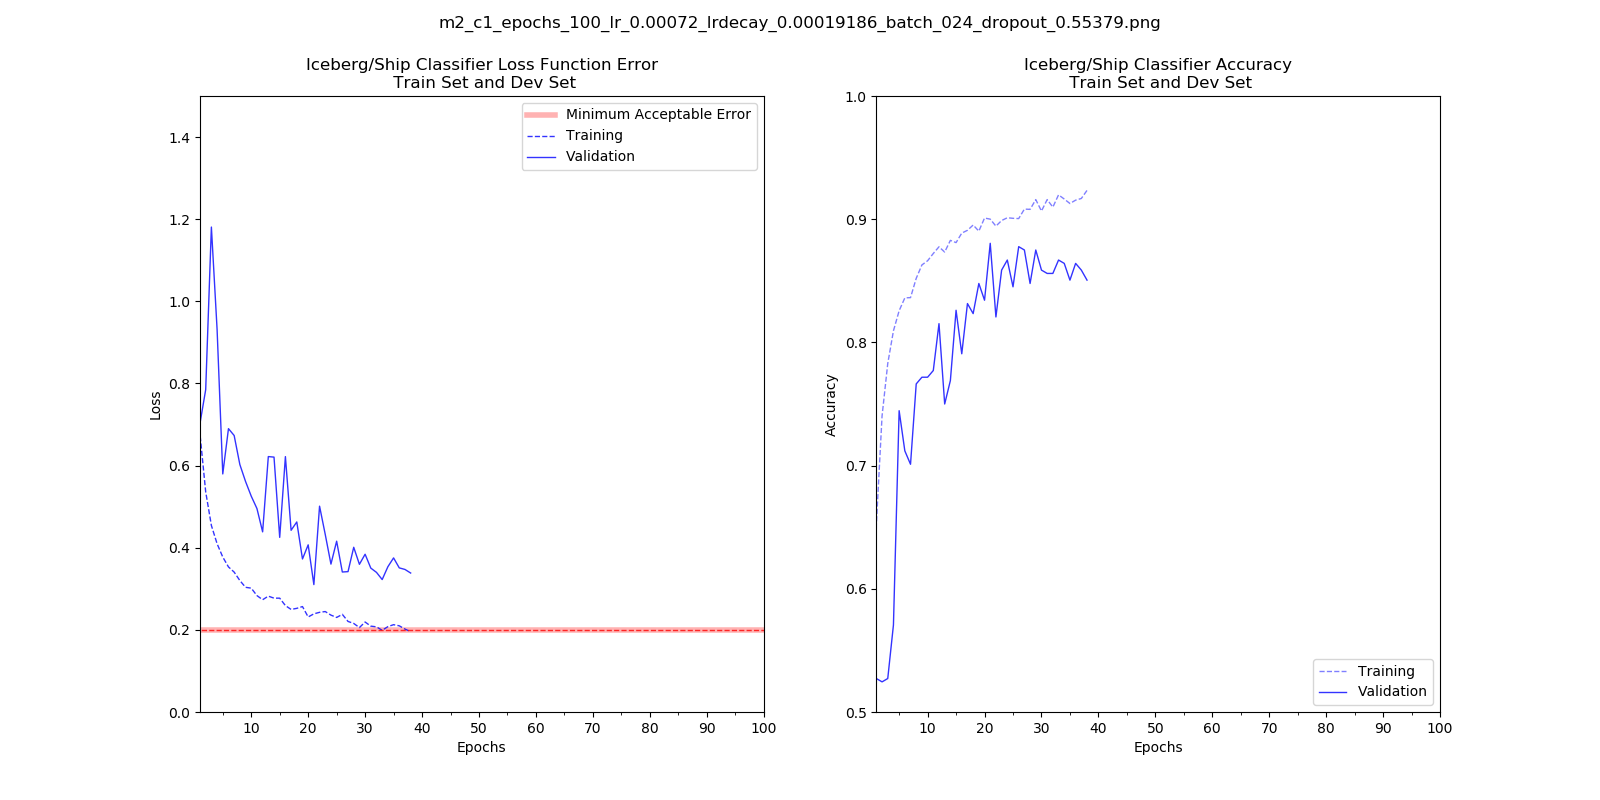 m2_c1_epochs_100_lr_0.00072_lrdecay_0.00019186_batch_024_dropout_0.55379.png
Iceberg/Ship Classifier Loss Function Error
Train Set and Dev Set
Minimum Acceptable Error
Training
Validation
1.4
1.2
1.0
0.8
0.6
0.4
0.2
0.0
Loss
10 20 30 40 50 60 70 80 90 100
Epochs
Iceberg/Ship Classifier Accuracy
Train Set and Dev Set
1.0
0.9
0.8
0.7
0.6
0.5
Accuracy
Training
Validation
10 20 30 40 50 60 70 80 90 100
Epochs